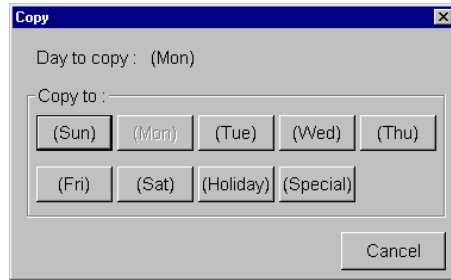 Copy
Day to copy : (Mon)
Copy to :
(Sun) (Mon) (Tue) (Wed) (Thu)
(Fri) (Sat) (Holiday) (Special)
Cancel